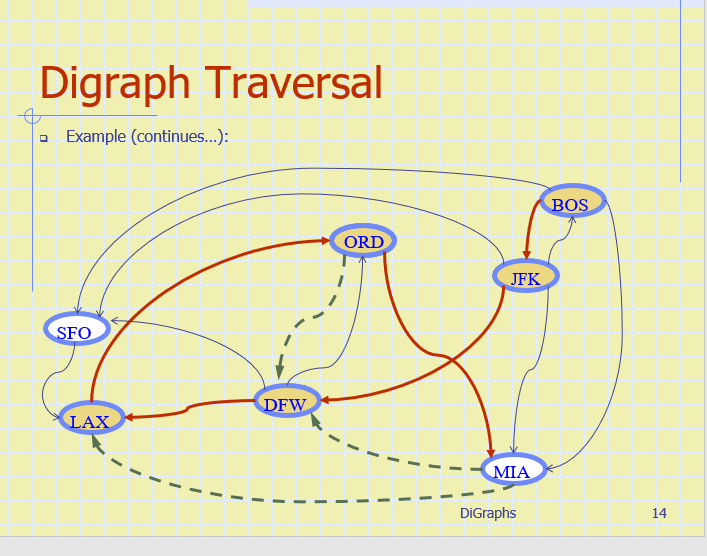 Digraph Traversal
Example (continues…):
BOS
ORD
JFK
SFO
DFW
LAX
MIA
DiGraphs 14